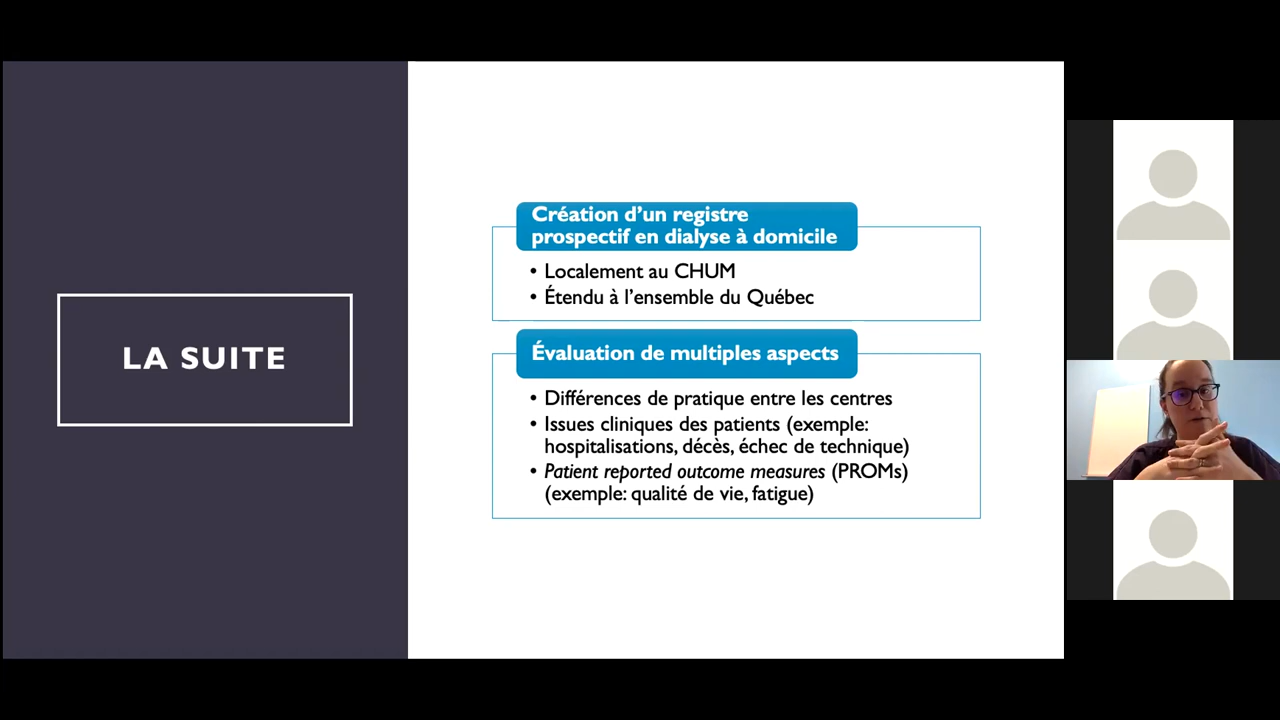 LA SUITE
Création d’un registre
prospectif en dialyse à domicile
• Localement au CHUM
• Étendu à l’ensemble du Québec
Évaluation de multiples aspects
• Différences de pratique entre les centres
• Issues cliniques des patients (exemple:
hospitalisations, décès, échec de technique)
• Patient reported outcome measures (PROMs)
(exemple: qualité de vie, fatigue)